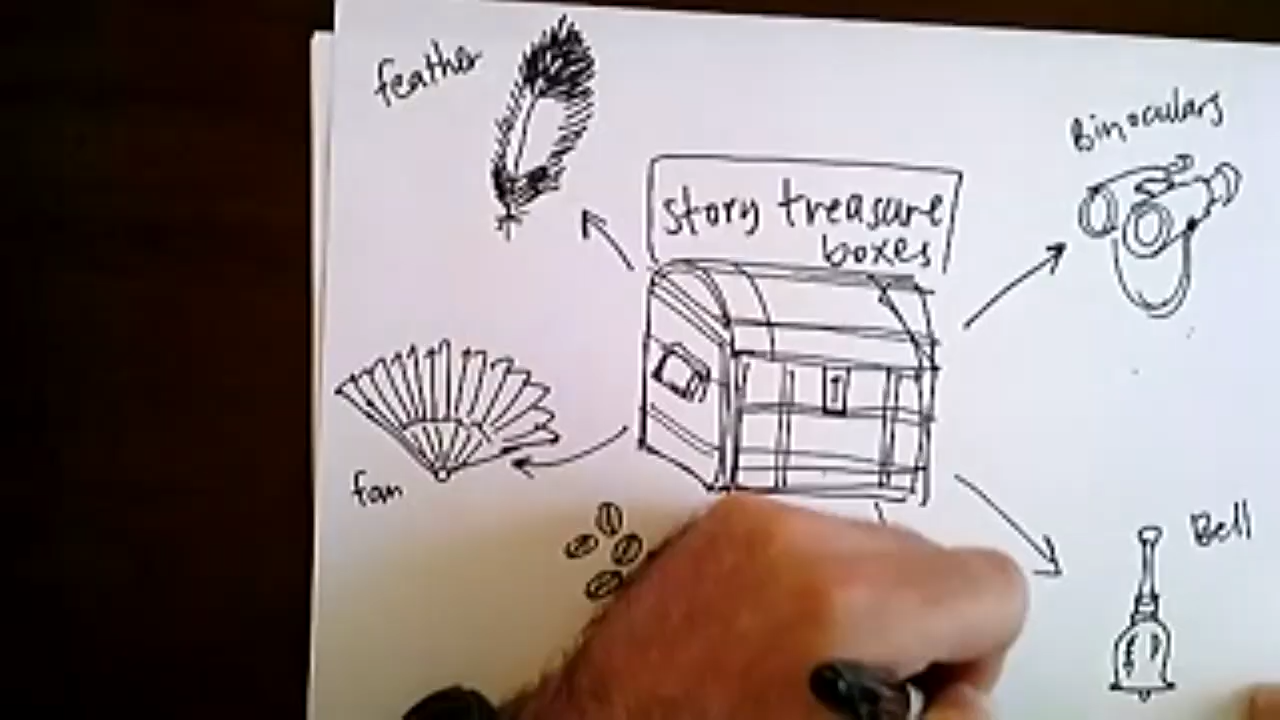 feather
Binoculars
story treasure
boxes
fan
Bell